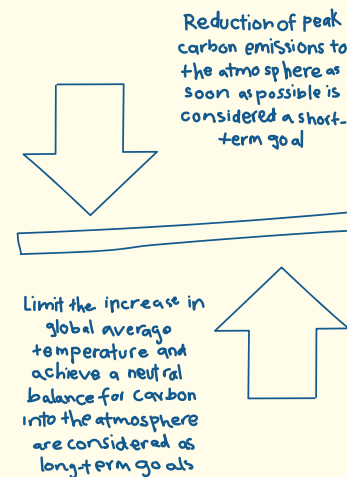 Reduction of peak
carbon emissions to
the atmosphere as
soon as possible is
considered a short-
term goal
Limit the increase in
global average
temperature and
achieve a neutral
balance for carbon
into the atmosphere
are considered as
long-term goals